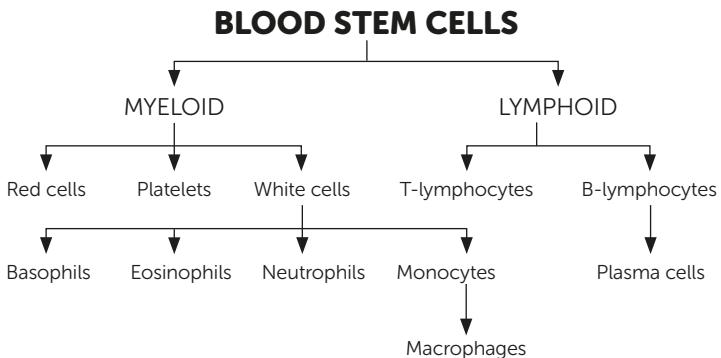 BLOOD STEM CELLS
MYELOID LYMPHOID
Red cells Platelets White cells T-lymphocytes B-lymphocytes
Basophils Eosinophils Neutrophils Monocytes Plasma cells
Macrophages